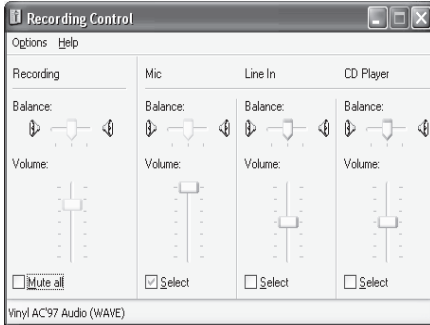 Recording Control
Options Help
Recording Mic Line In CD Player
Balance: Balance: Balance: Balance:
Volume: Volume: Volume: Volume:
Mute all Select Select Select
Vinyl AC'97 Audio (WAVE)